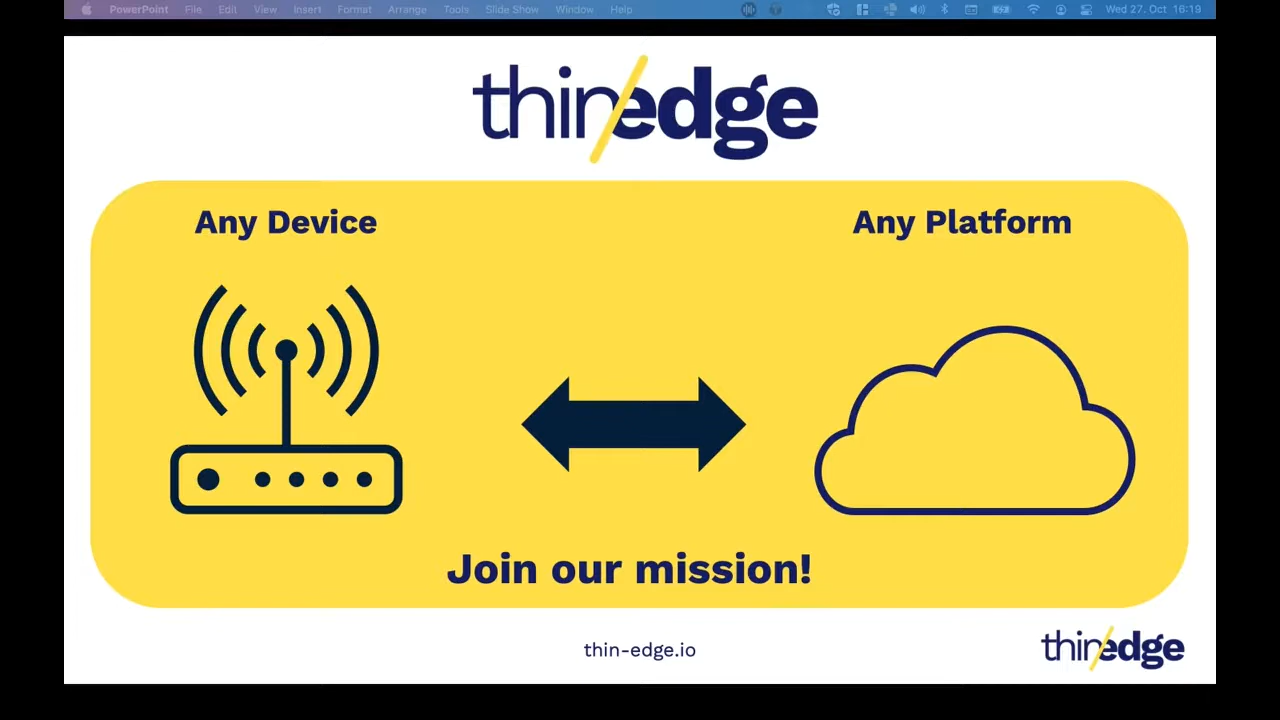 PowerPoint File Edit View Insert Format Arrange Tools Slide Show Window Help Wed 27. Oct 16:19
thin/edge
Any Device Any Platform
Join our mission!
thin-edge.io
thin/edge